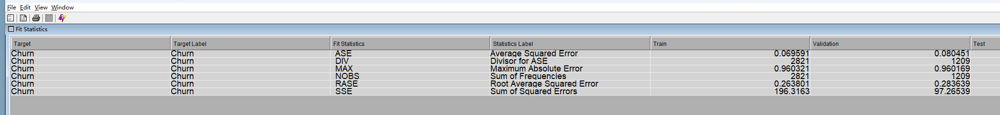 File Edit View Window
Fit Statistics
Target Target Label Fit Statistics Statistics Label Train Validation Test
Churn Churn ASE Average Squared Error 0.069591 0.080451
Churn Churn DIV Divisor for ASE 2821 1209
Churn Churn MAX Maximum Absolute Error 0.960321 0.960169
Churn Churn NOBS Sum of Frequencies 2821 1209
Churn Churn RASE Root Average Squared Error 0.263801 0.283639
Churn Churn SSE Sum of Squared Errors 196.3163 97.26539